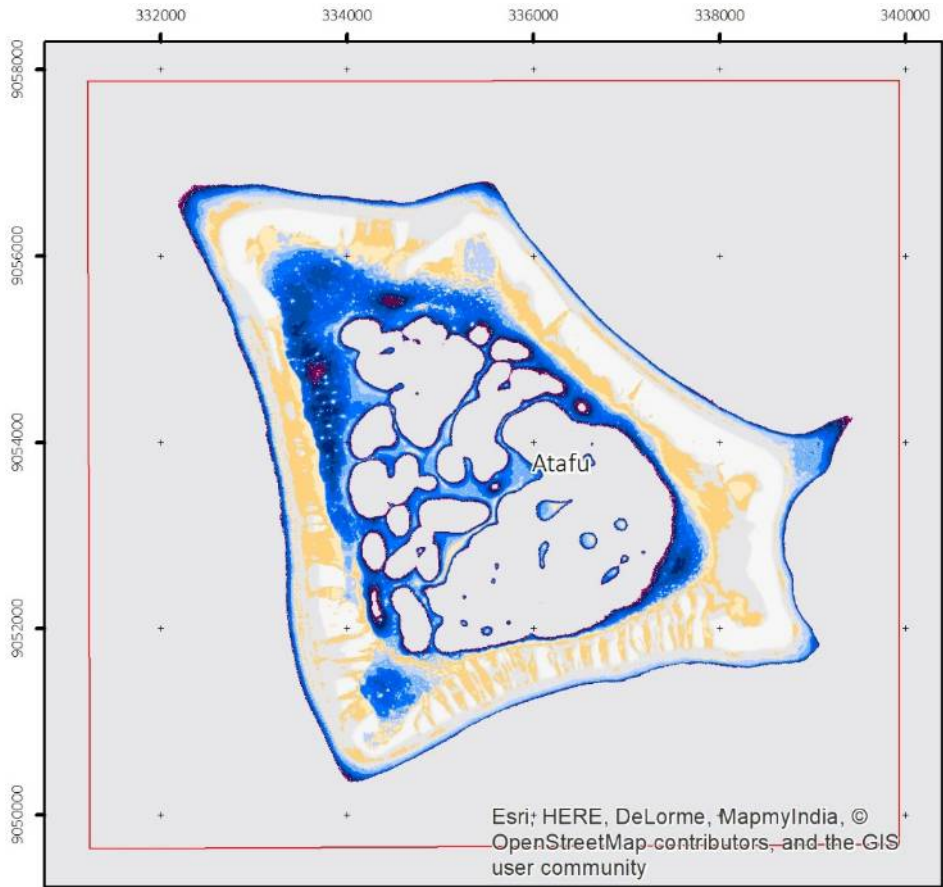 332000 334000 336000 338000 340000
9058000
9056000
9054000
Atafu
9052000
9050000
Esri, HERE, DeLorme, MapmyIndia, ©
OpenStreetMap contributors, and the GIS
user community